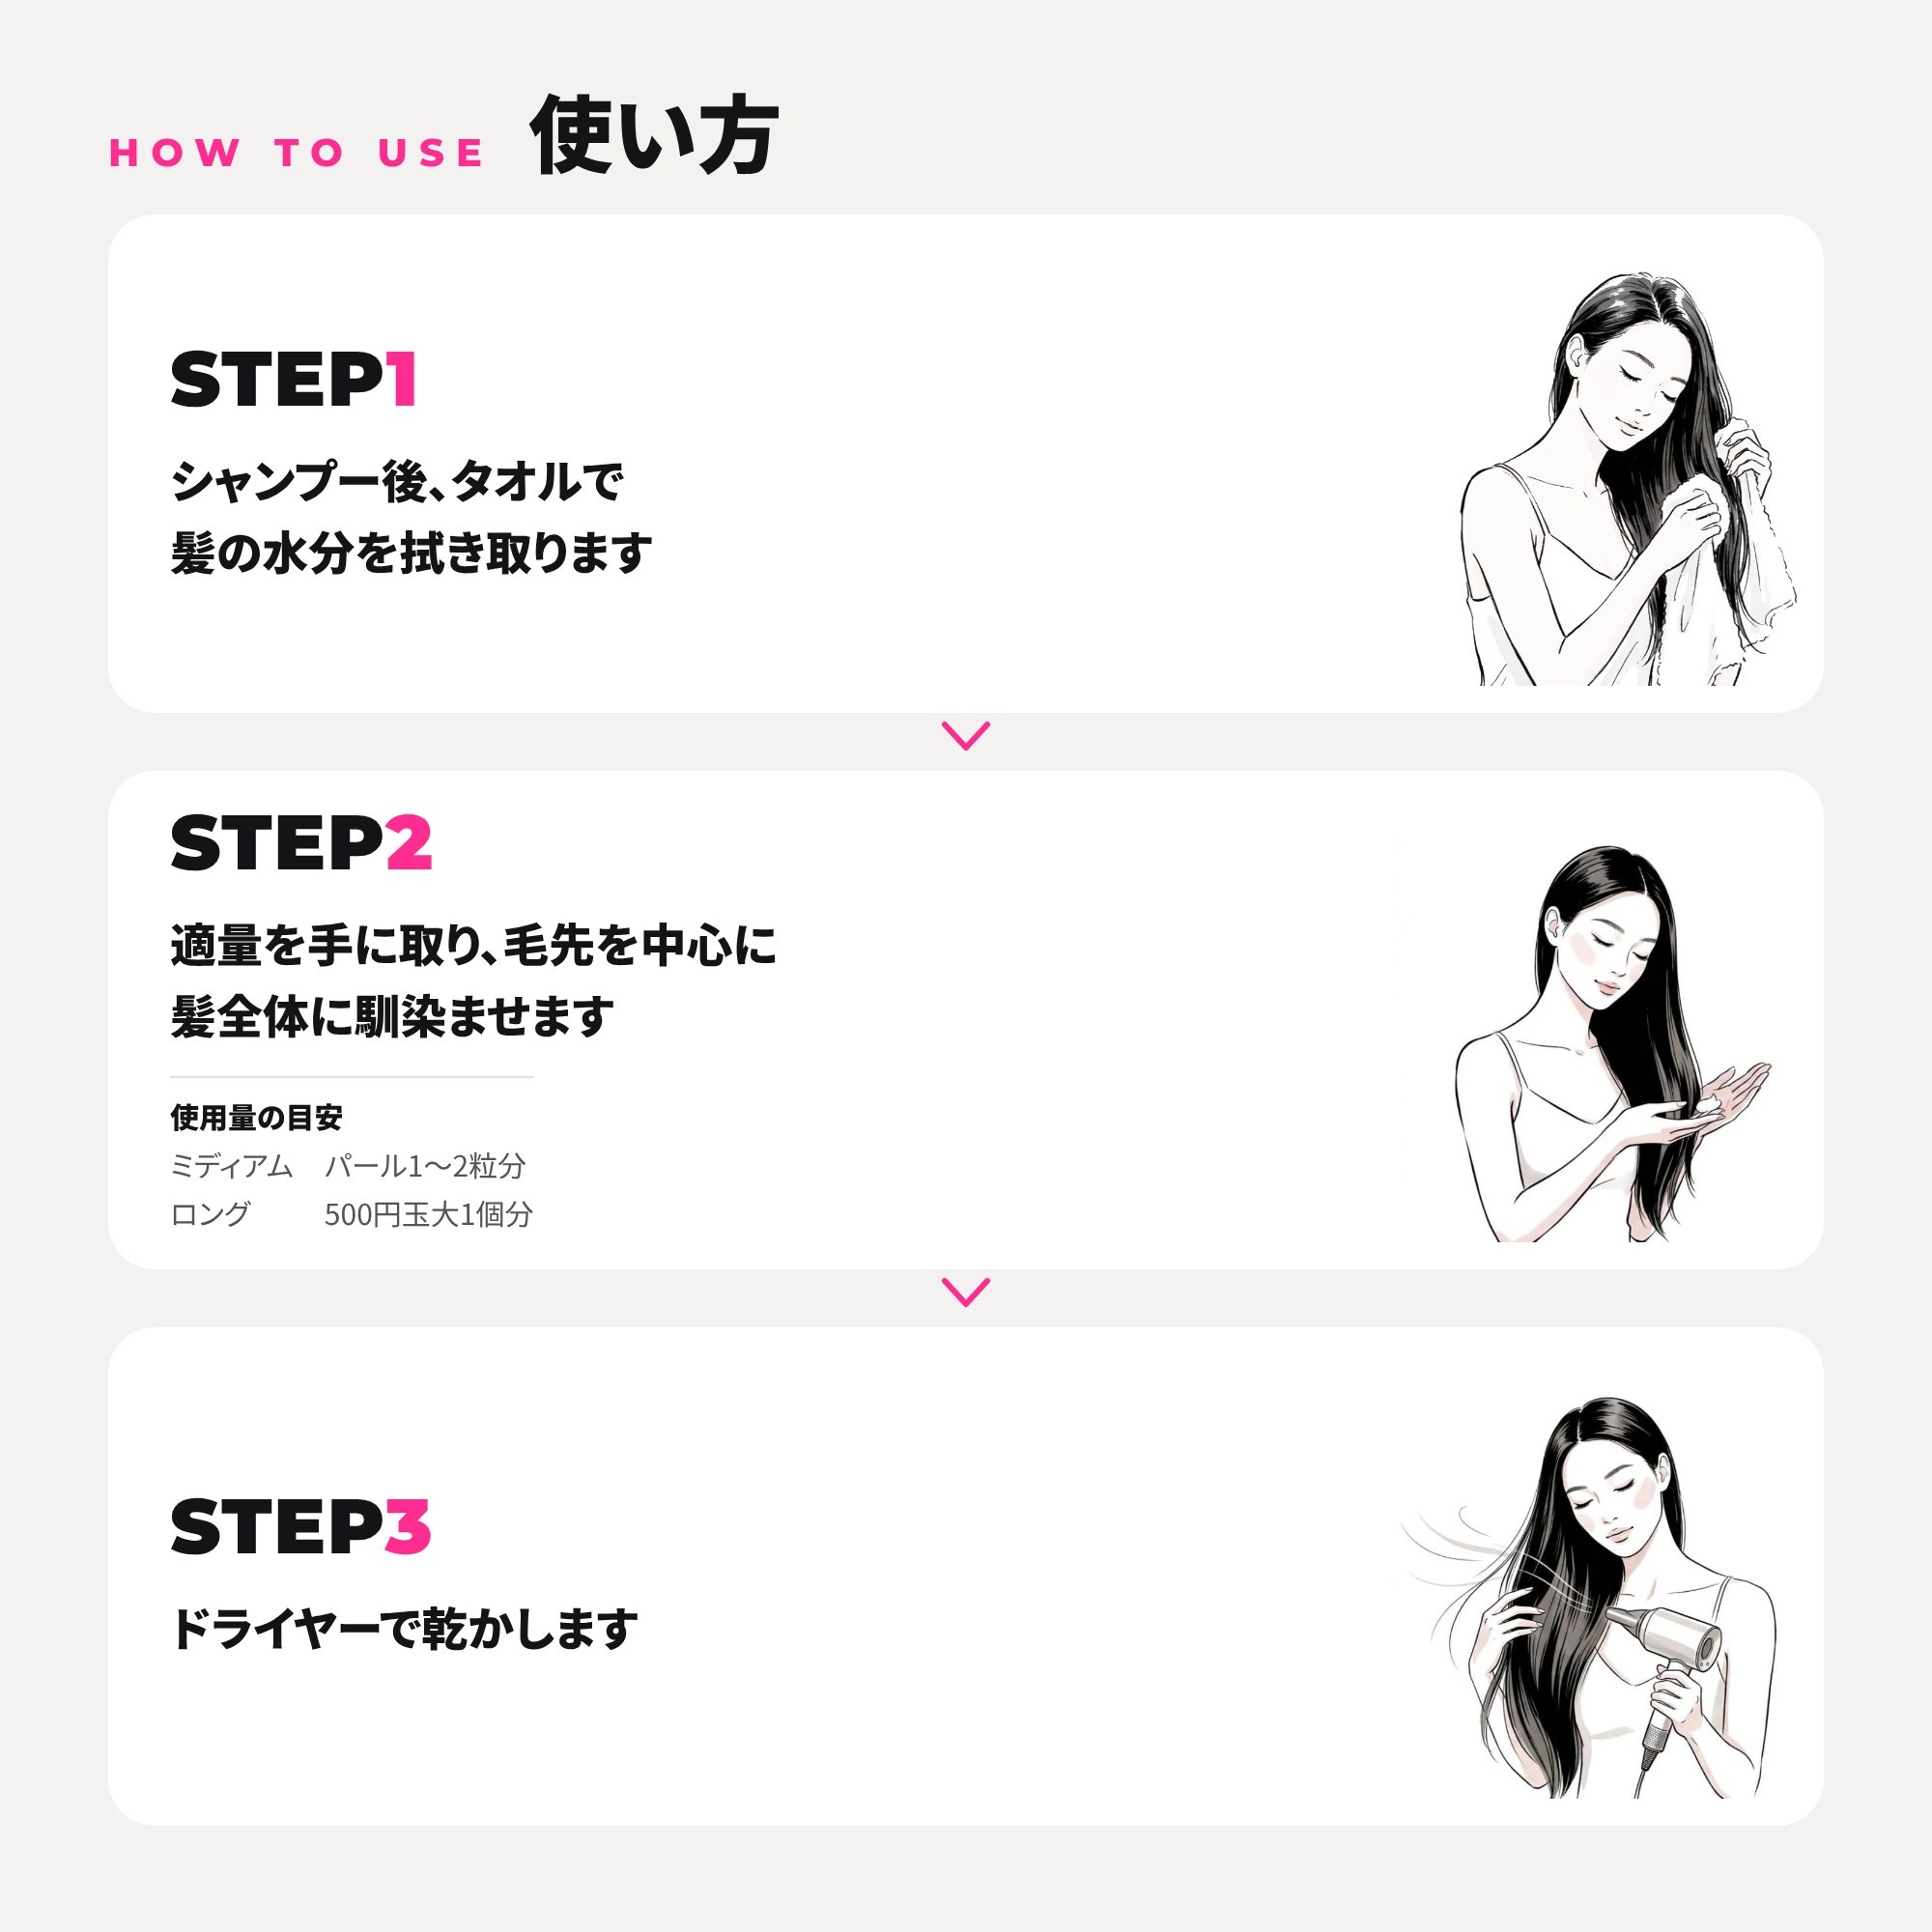 HOW TO USE 使い方
STEP1
シャンプー後、タオルで
髪の水分を拭き取ります
STEP2
適量を手に取り、毛先を中心に
髪全体に馴染ませます
使用量の目安
ミディアム パール1〜2粒分
ロング 500円玉大1個分
STEP3
ドライヤーで乾かします